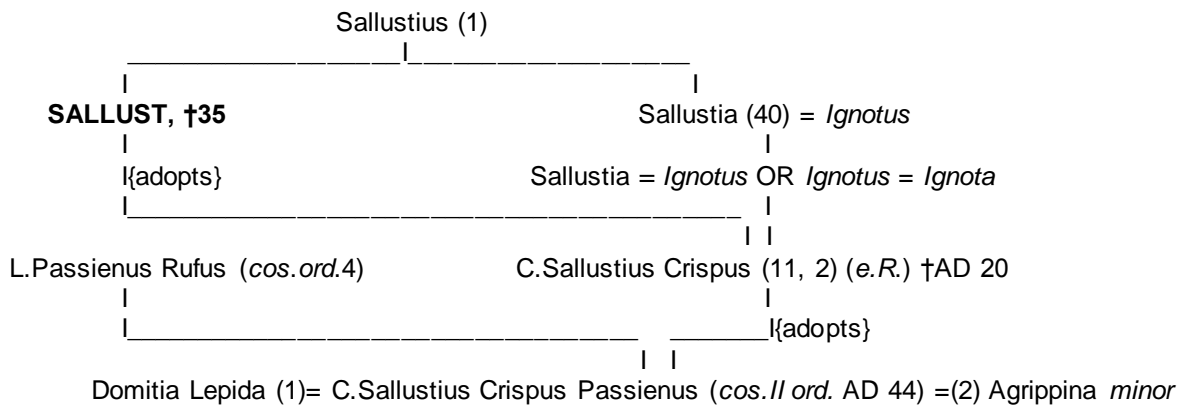 Sallustius (1)
SALLUST, †35 Sallustia (40) = Ignotus
{adopts} Sallustia = Ignotus OR Ignotus = Ignota
L.Passienus Rufus (cos.ord.4) C.Sallustius Crispus (11, 2) (e.R.) †AD 20
{adopts}
Domitia Lepida (1)= C.Sallustius Crispus Passienus (cos.II ord. AD 44) =(2) Agrippina minor